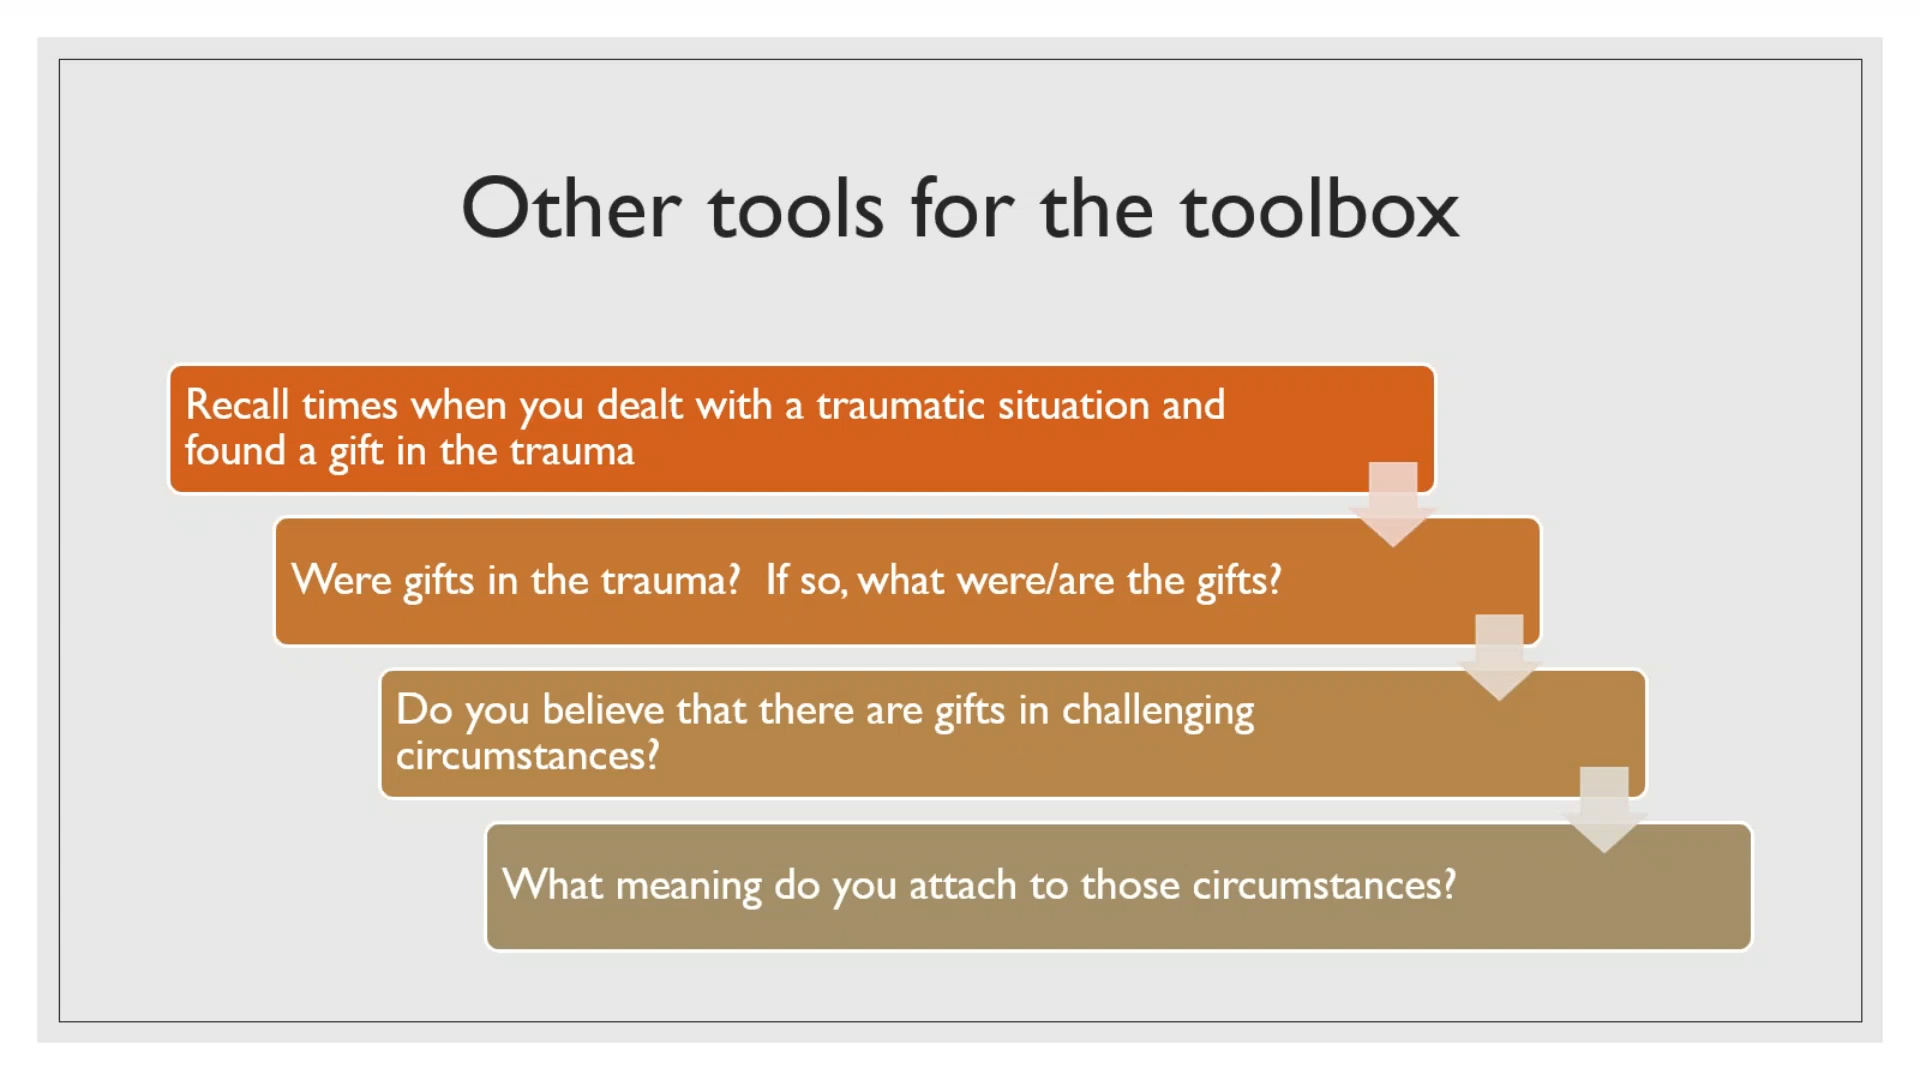 Other tools for the toolbox
Recall times when you dealt with a traumatic situation and
found a gift in the trauma
Were gifts in the trauma?  If so, what were/are the gifts?
Do you believe that there are gifts in challenging
circumstances?
What meaning do you attach to those circumstances?